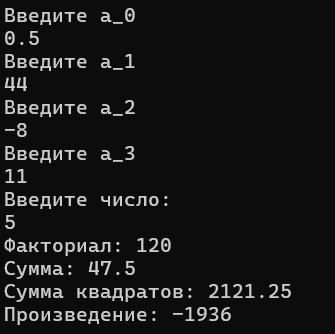 Введите a_0
0.5
Введите a_1
44
Введите a_2
-8
Введите a_3
11
Введите число:
5
Факториал: 120
Сумма: 47.5
Сумма квадратов: 2121.25
Произведение: -1936